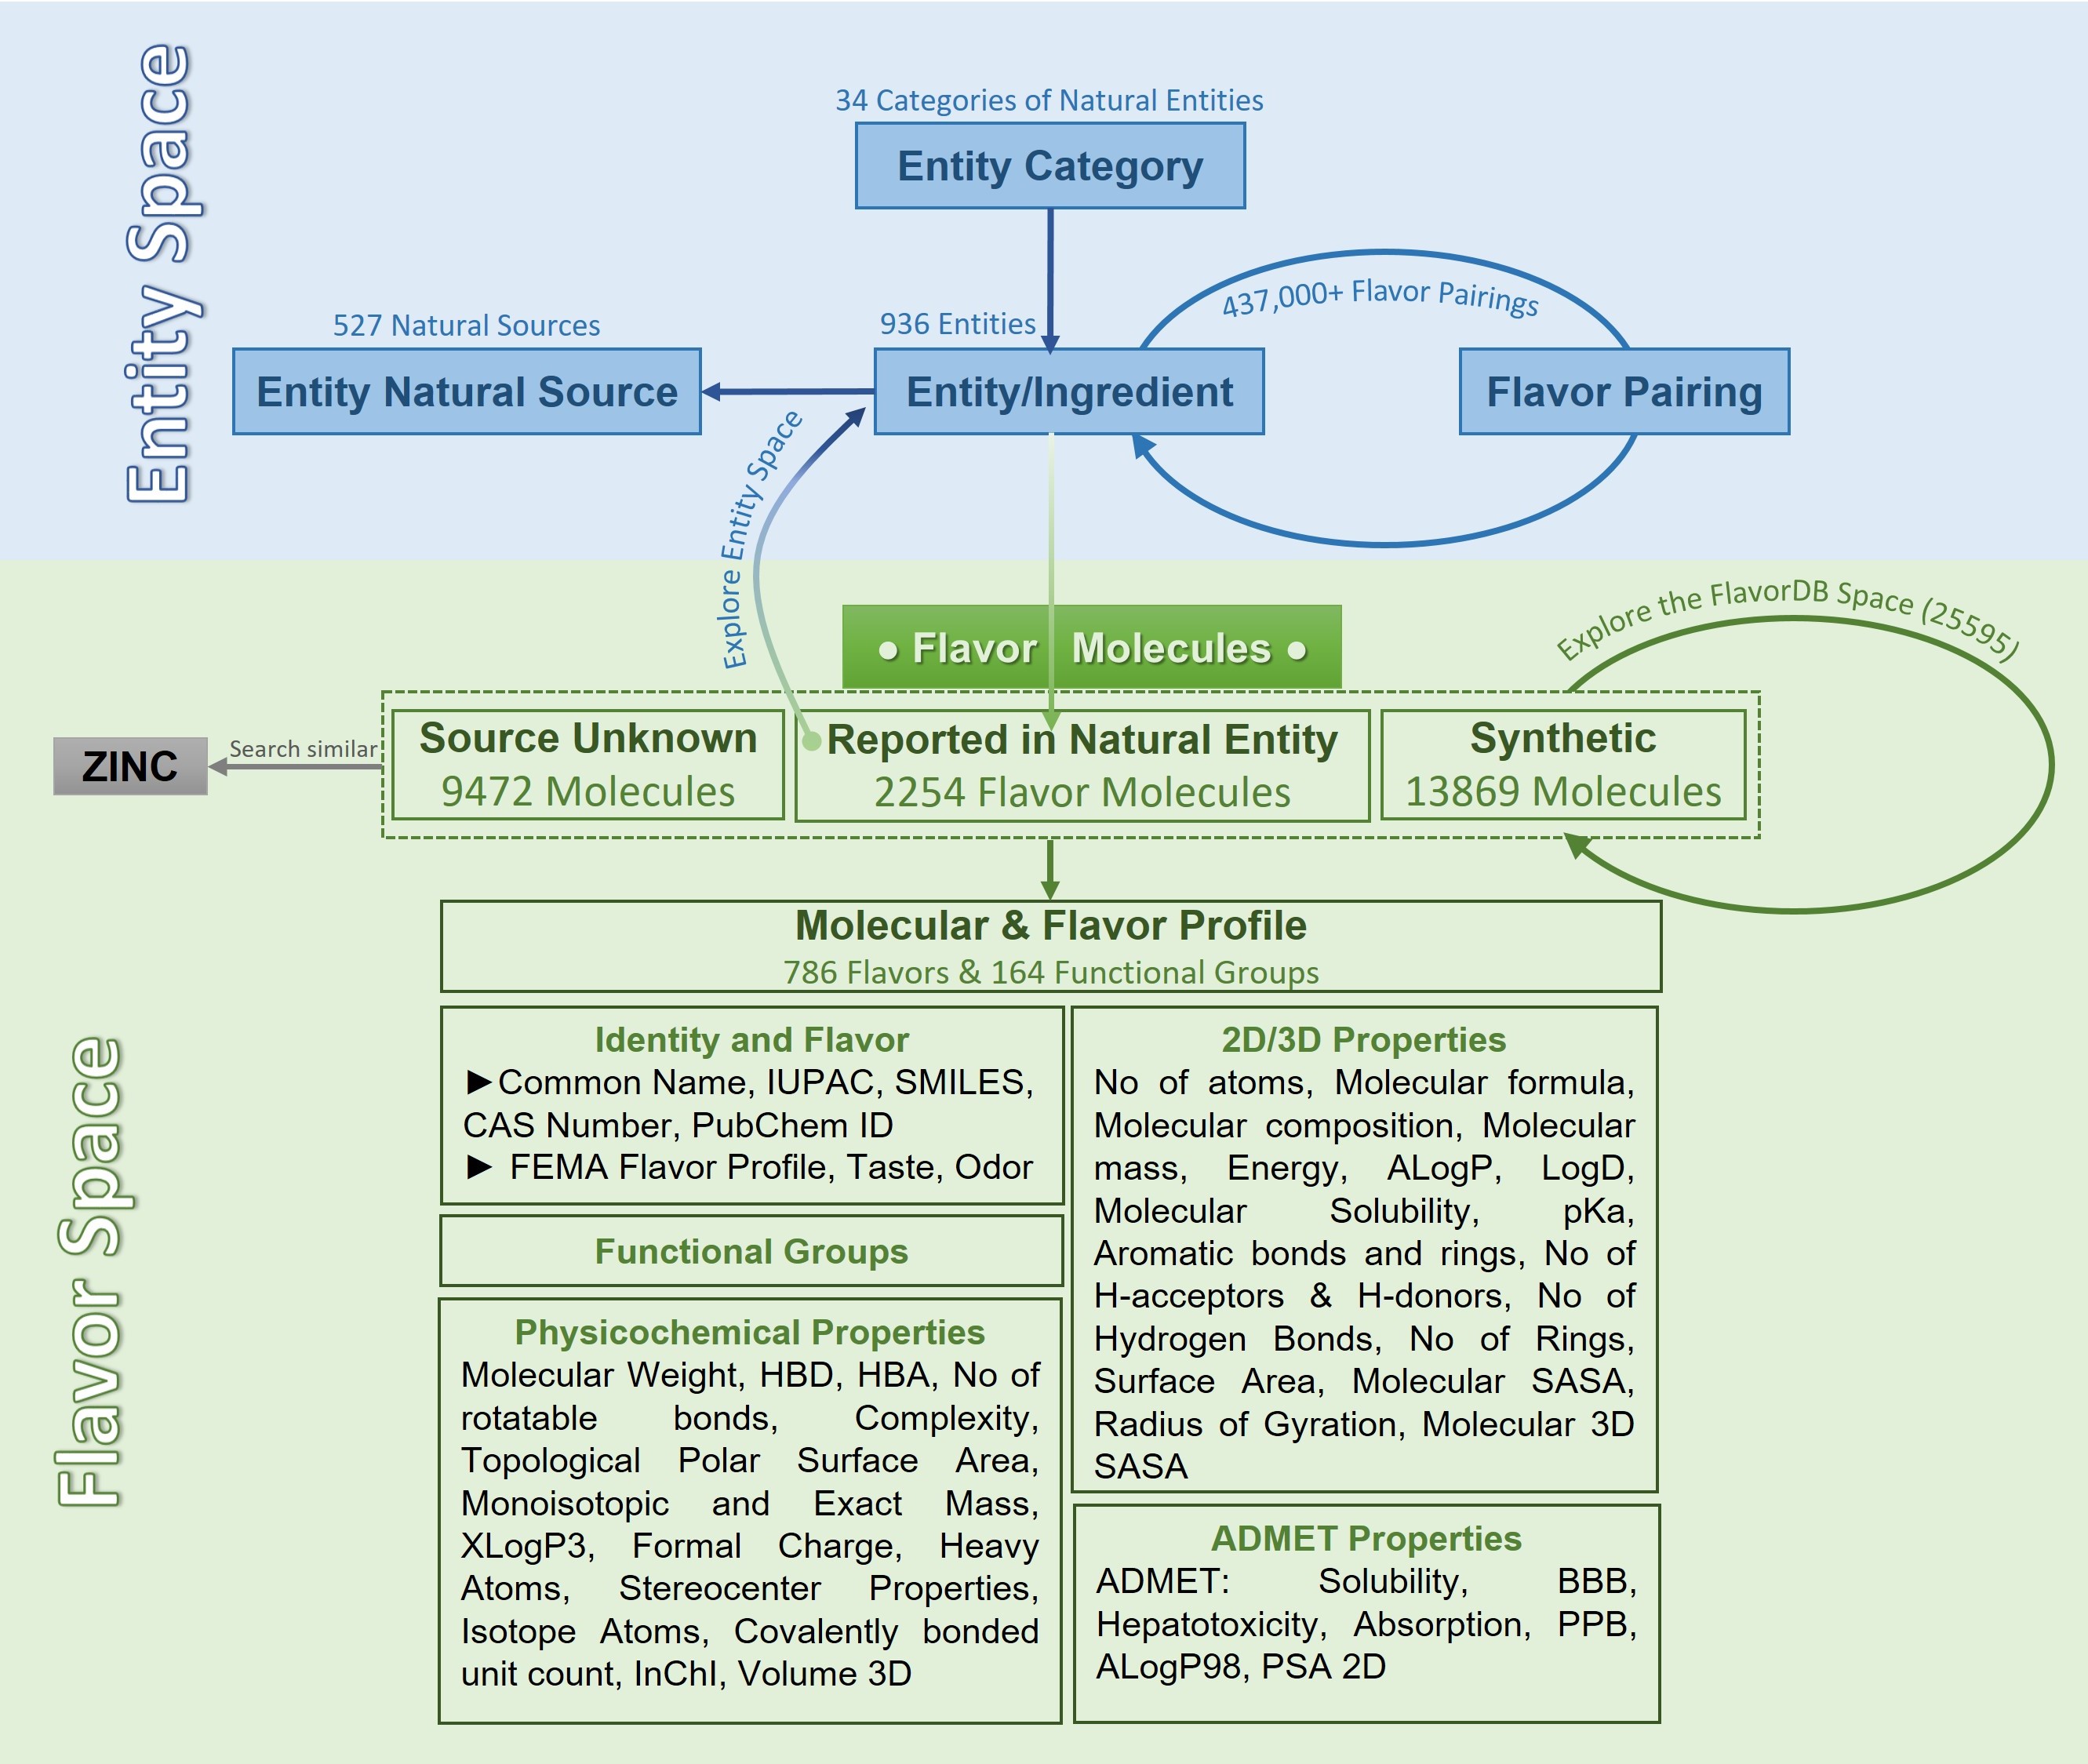 Entity Space
34 Categories of Natural Entities
Entity Category
437,000+ Flavor Pairings
527 Natural Sources
936 Entities
Entity Natural Source
Entity/Ingredient
Flavor Pairing
Explore Entity Space
Explore the FlavorDB Space (25595)
• Flavor Molecules •
ZINC
Search similar
Source Unknown
9472 Molecules
Reported in Natural Entity
2254 Flavor Molecules
Synthetic
13869 Molecules
Flavor Space
Molecular & Flavor Profile
786 Flavors & 164 Functional Groups
Identity and Flavor
►Common Name, IUPAC, SMILES,
CAS Number, PubChem ID
► FEMA Flavor Profile, Taste, Odor
Functional Groups
Physicochemical Properties
Molecular Weight, HBD, HBA, No of
rotatable bonds, Complexity,
Topological Polar Surface Area,
Monoisotopic and Exact Mass,
XLogP3, Formal Charge, Heavy
Atoms, Stereocenter Properties,
Isotope Atoms, Covalently bonded
unit count, InChI, Volume 3D
2D/3D Properties
No of atoms, Molecular formula,
Molecular composition, Molecular
mass, Energy, ALogP, LogD,
Molecular Solubility, pKa,
Aromatic bonds and rings, No of
H-acceptors & H-donors, No of
Hydrogen Bonds, No of Rings,
Surface Area, Molecular SASA,
Radius of Gyration, Molecular 3D
SASA
ADMET Properties
ADMET: Solubility, BBB,
Hepatotoxicity, Absorption, PPB,
ALogP98, PSA 2D